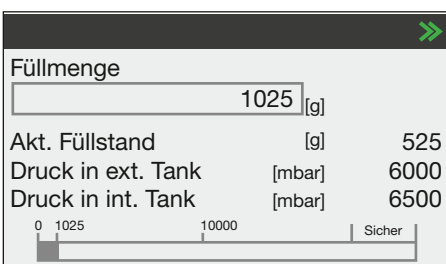 Füllmenge
1025 [g]
Akt. Füllstand [g] 525
Druck in ext. Tank [mbar] 6000
Druck in int. Tank [mbar] 6500
0 1025 10000 Sicher